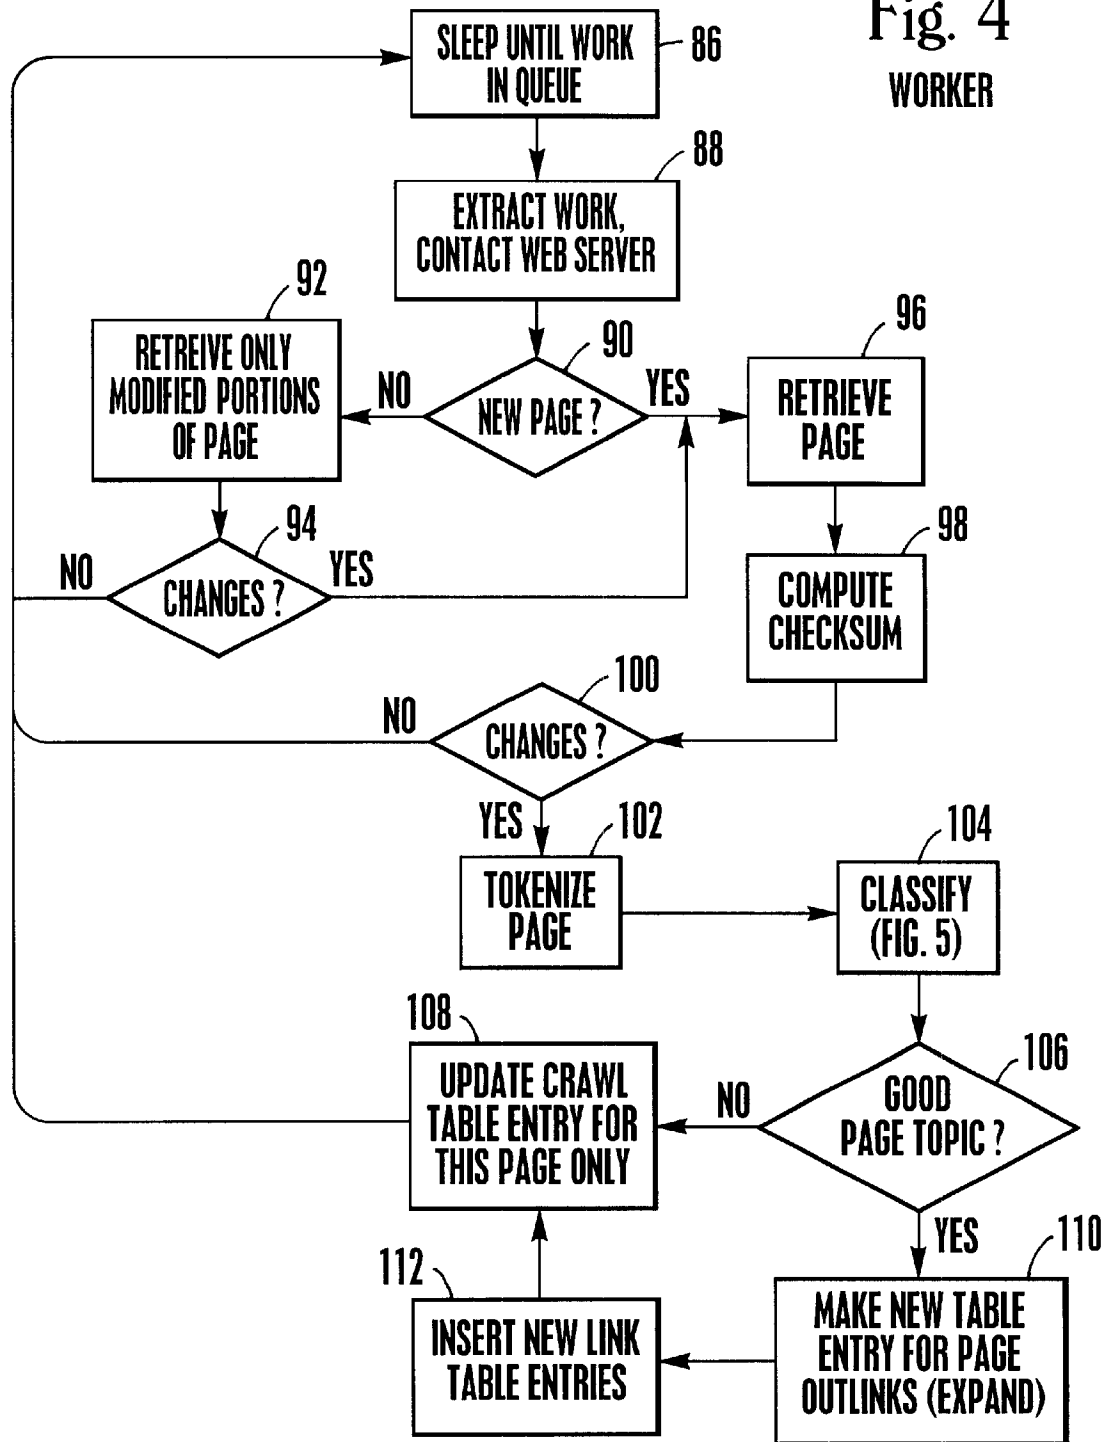 Fig. 4
WORKER
SLEEP UNTIL WORK
IN QUEUE
86
88
EXTRACT WORK,
CONTACT WEB SERVER
92
RETREIVE ONLY
MODIFIED PORTIONS
OF PAGE
90
NEW PAGE ?
NO
YES
96
RETRIEVE
PAGE
94
CHANGES ?
NO
YES
98
COMPUTE
CHECKSUM
100
CHANGES ?
NO
YES
102
TOKENIZE
PAGE
104
CLASSIFY
(FIG. 5)
106
GOOD
PAGE TOPIC ?
NO
YES
108
UPDATE CRAWL
TABLE ENTRY FOR
THIS PAGE ONLY
110
MAKE NEW TABLE
ENTRY FOR PAGE
OUTLINKS (EXPAND)
112
INSERT NEW LINK
TABLE ENTRIES